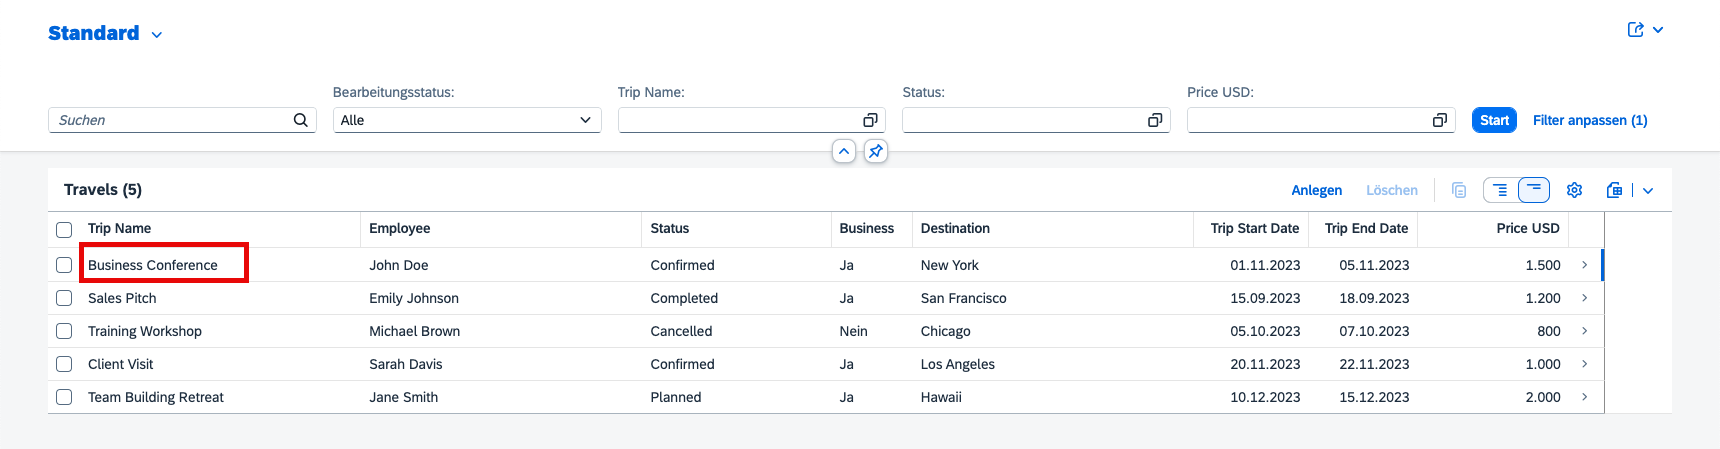 Standard
Bearbeitungsstatus: Trip Name: Status: Price USD:
Suchen Alle Start Filter anpassen (1)
Travels (5) Anlegen Löschen
Trip Name Employee Status Business Destination Trip Start Date Trip End Date Price USD
Business Conference John Doe Confirmed Ja New York 01.11.2023 05.11.2023 1.500
Sales Pitch Emily Johnson Completed Ja San Francisco 15.09.2023 18.09.2023 1.200
Training Workshop Michael Brown Cancelled Nein Chicago 05.10.2023 07.10.2023 800
Client Visit Sarah Davis Confirmed Ja Los Angeles 20.11.2023 22.11.2023 1.000
Team Building Retreat Jane Smith Planned Ja Hawaii 10.12.2023 15.12.2023 2.000